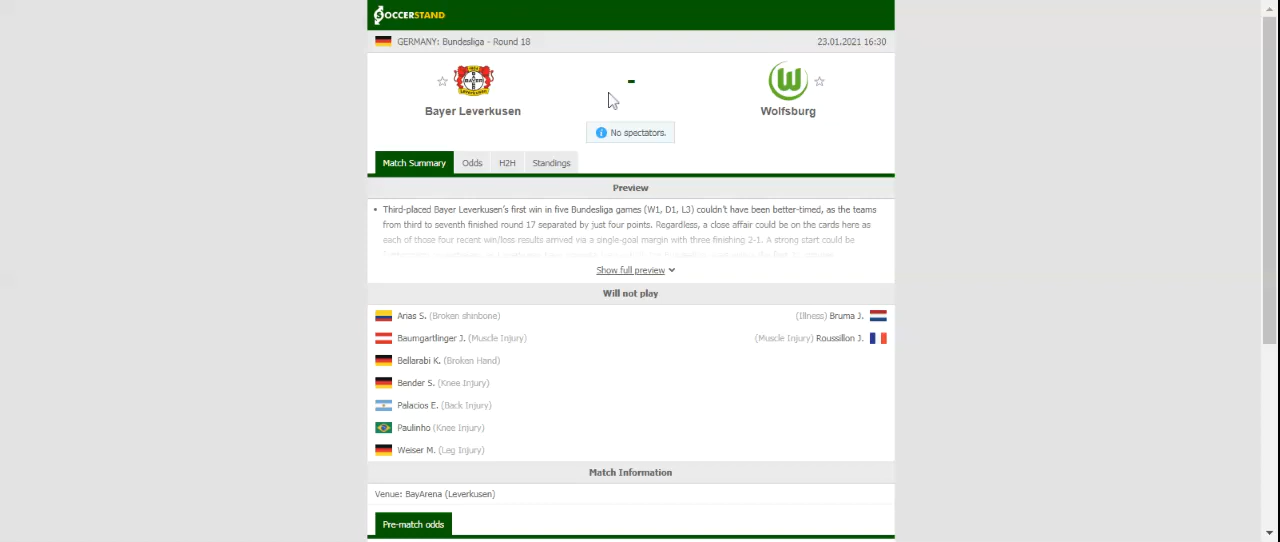 SOCCERSTAND
GERMANY: Bundesliga - Round 18 23.01.2021 16:30
Bayer Leverkusen - Wolfsburg
No spectators.
Match Summary Odds H2H Standings
Preview
• Third-placed Bayer Leverkusen's first win in five Bundesliga games (W1, D1, L3) couldn't have been better-timed, as the teams
from third to seventh finished round 17 separated by just four points. Regardless, a close affair could be on the cards here as
each of those four recent win/loss results arrived via a single-goal margin with three finishing 2-1. A strong start could be
Show full preview
Will not play
Arias S. (Broken shinbone) (Illness) Bruma J.
Baumgartlinger J. (Muscle Injury) (Muscle Injury) Roussillon J.
Bellarabi K. (Broken Hand)
Bender S. (Knee Injury)
Palacios E. (Back Injury)
Paulinho (Knee Injury)
Weiser M. (Leg Injury)
Match Information
Venue: BayArena (Leverkusen)
Pre-match odds